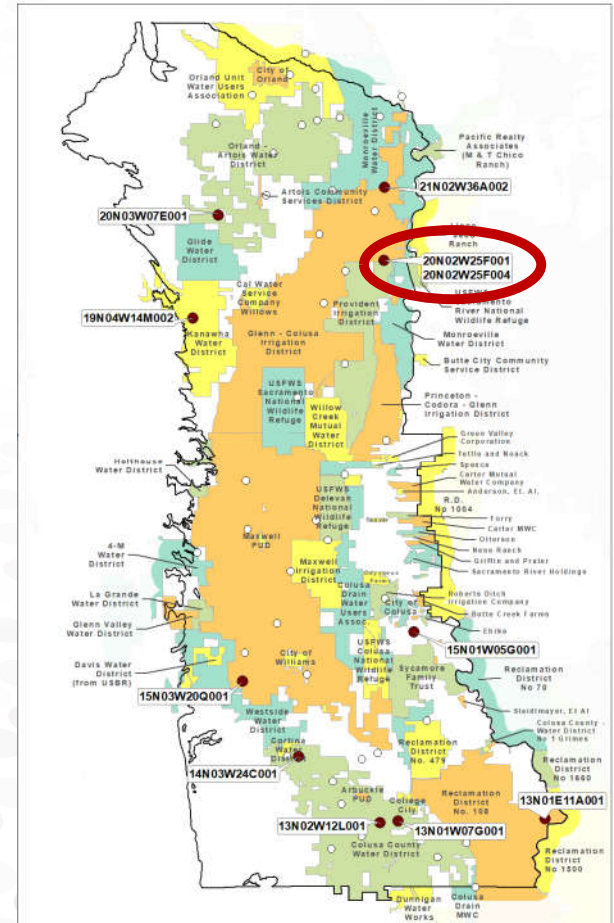 City of
Orland
Orland Unit
Water Users
Association
Monroeville
Water District
Orland -
Artois Water
District
Pacific Realty
Associates
(M & T Chico
Ranch)
Artois Community
Services District
21N02W36A002
20N03W07E001
Glide
Water
District
Ranch
20N02W25F001
20N02W25F004
Cal Water
Service
Company
Willows
Provident
Irrigation
District
River National
Wildlife Refuge
19N04W14M002
Kanawha
Water
District
Glenn - Colusa
Irrigation
District
Monroeville
Water District
Butte City Community
Service District
USFWS
Sacramento
National
Wildlife
Refuge
Willow
Creek
Mutual
Water
District
Princeton -
Codora - Glenn
Irrigation District
Green Valley
Corporation
Tuttle and Noack
Holthouse
Water District
Carter Mutual
Water Company
Anderson, Et. Al.
R.D.
No 1004
USFWS
Delevan
National
Wildlife
Refuge
Maxwell
PUD
Carter MWC
Otterson
Griffin and Prater
Sacramento River Holdings
4-M
Water
District
Maxwell
Irrigation
District
Colusa
Drain
Water
Users
Assoc.
Roberts Ditch
Irrigation Company
City of
Colusa
Butte Creek Farms
La Grande
Water District
Glenn Valley
Water District
15N01W05G001
Davis Water
District
(from USBR)
City of
Williams
USFWS
Colusa
National
Wildlife
Refuge
Sycamore
Family
Trust
Reclamation
District
No 70
15N03W20Q001
Westside
Water
District
Steidlmayer, Et Al
Colusa County -
Water District
No 1 Grimes
Cortina
Water
District
Reclamation
District
No. 479
Reclamation
District
No 1660
14N03W24C001
Arbuckle
PUD
College
City
Reclamation
District
No. 108
13N01E11A001
13N02W12L001
13N01W07G001
Colusa County
Water District
Reclamation
District
No 1500
Dunnigan
Water
Works
Colusa
Drain
MWC